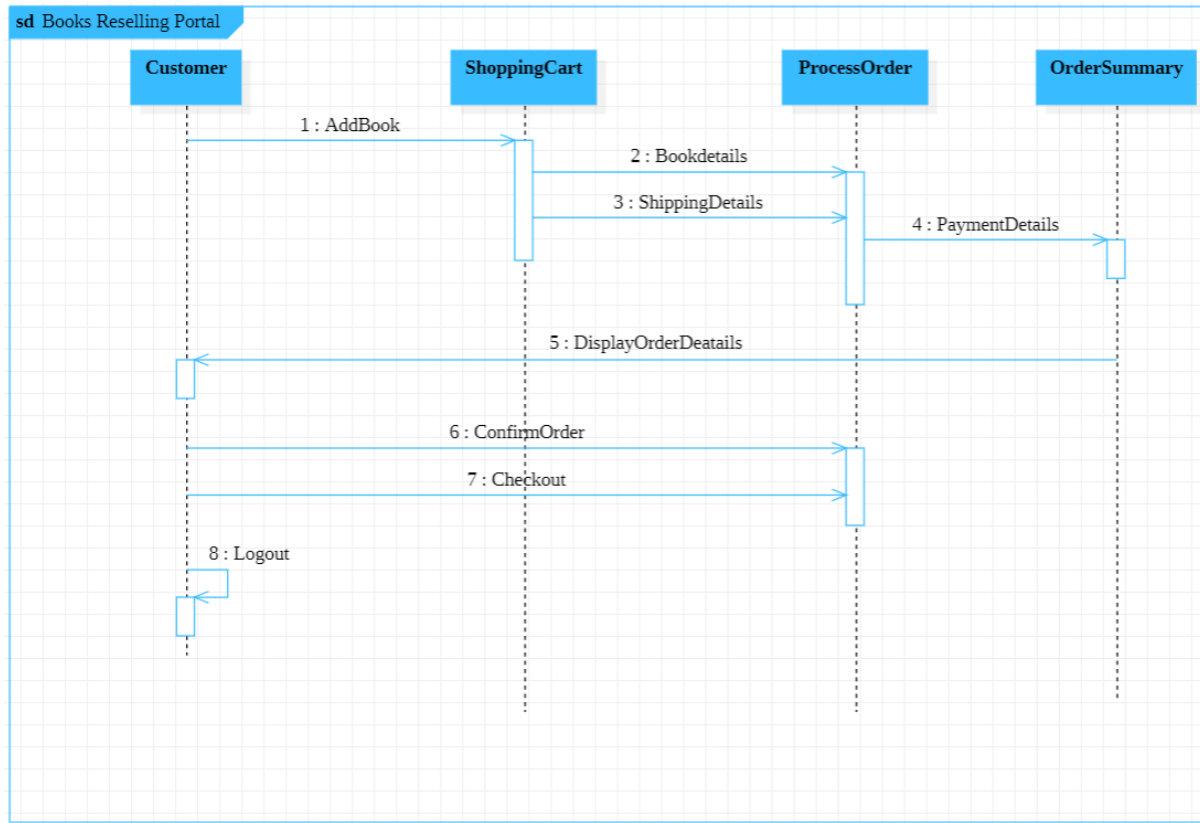 sd Books Reselling Portal
Customer
ShoppingCart
ProcessOrder
OrderSummary
1 : AddBook
2 : Bookdetails
3 : ShippingDetails
4 : PaymentDetails
5 : DisplayOrderDeatails
6 : ConfirmOrder
7 : Checkout
8 : Logout